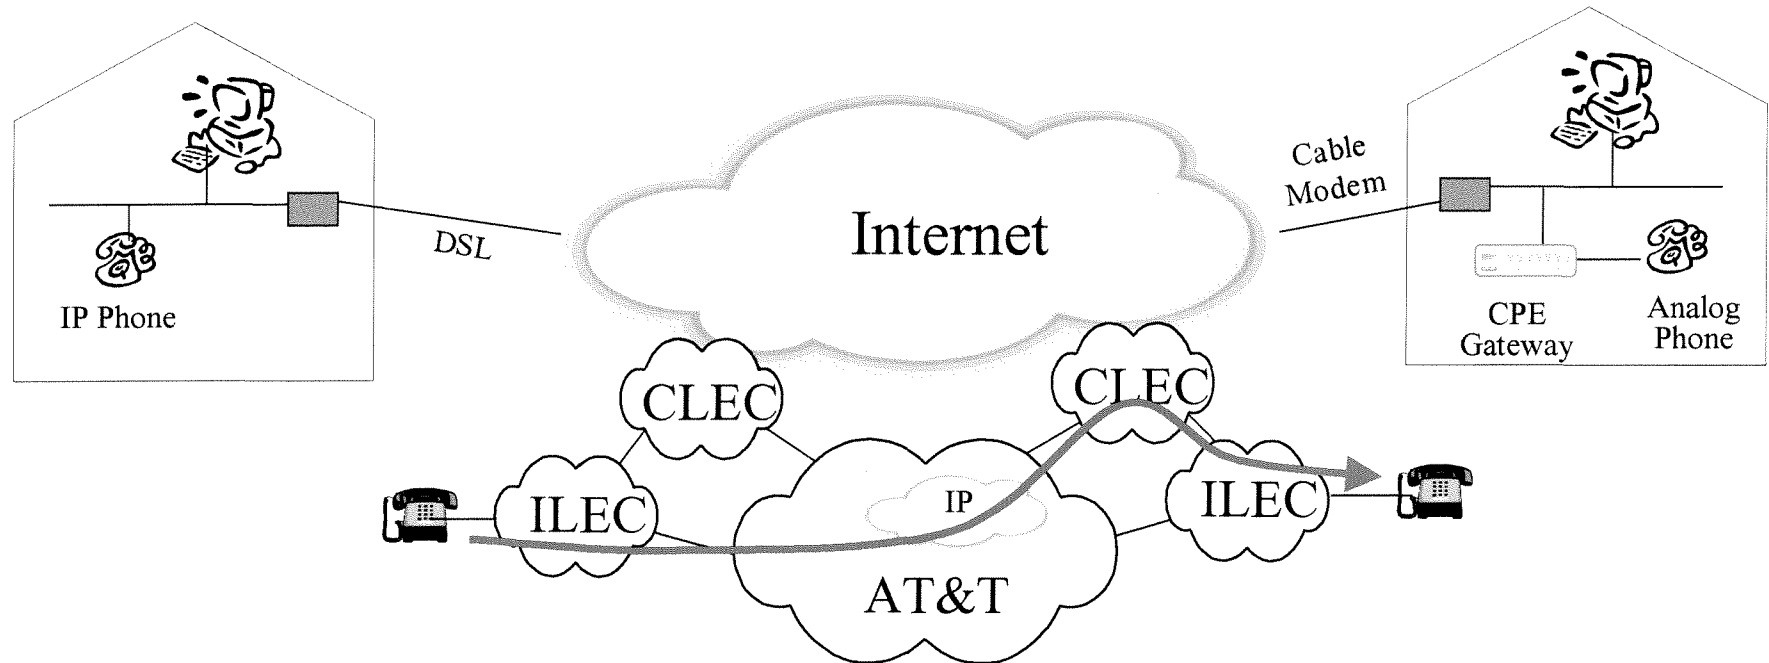 Internet
Cable
Modem
DSL
IP Phone
CPE
Gateway
Analog
Phone
CLEC
CLEC
ILEC
IP
ILEC
AT&T